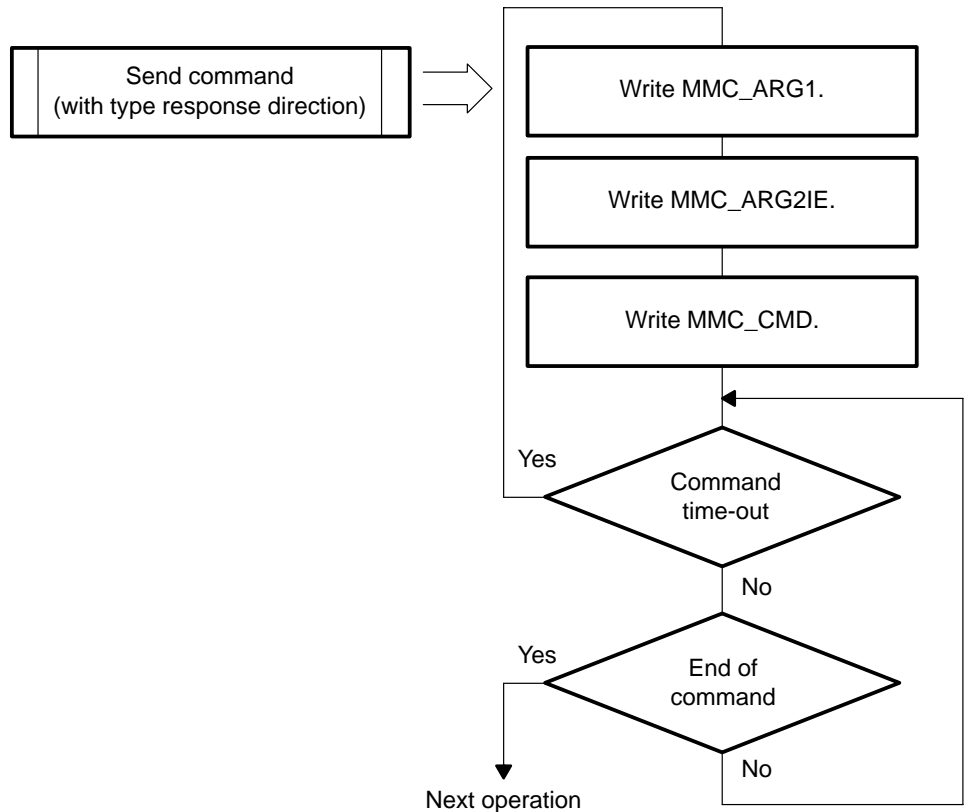 Send command
(with type response direction)
Write MMC_ARG1.
Write MMC_ARG2IE.
Write MMC_CMD.
Yes
Command
time-out
No
Yes
End of
command
No
Next operation